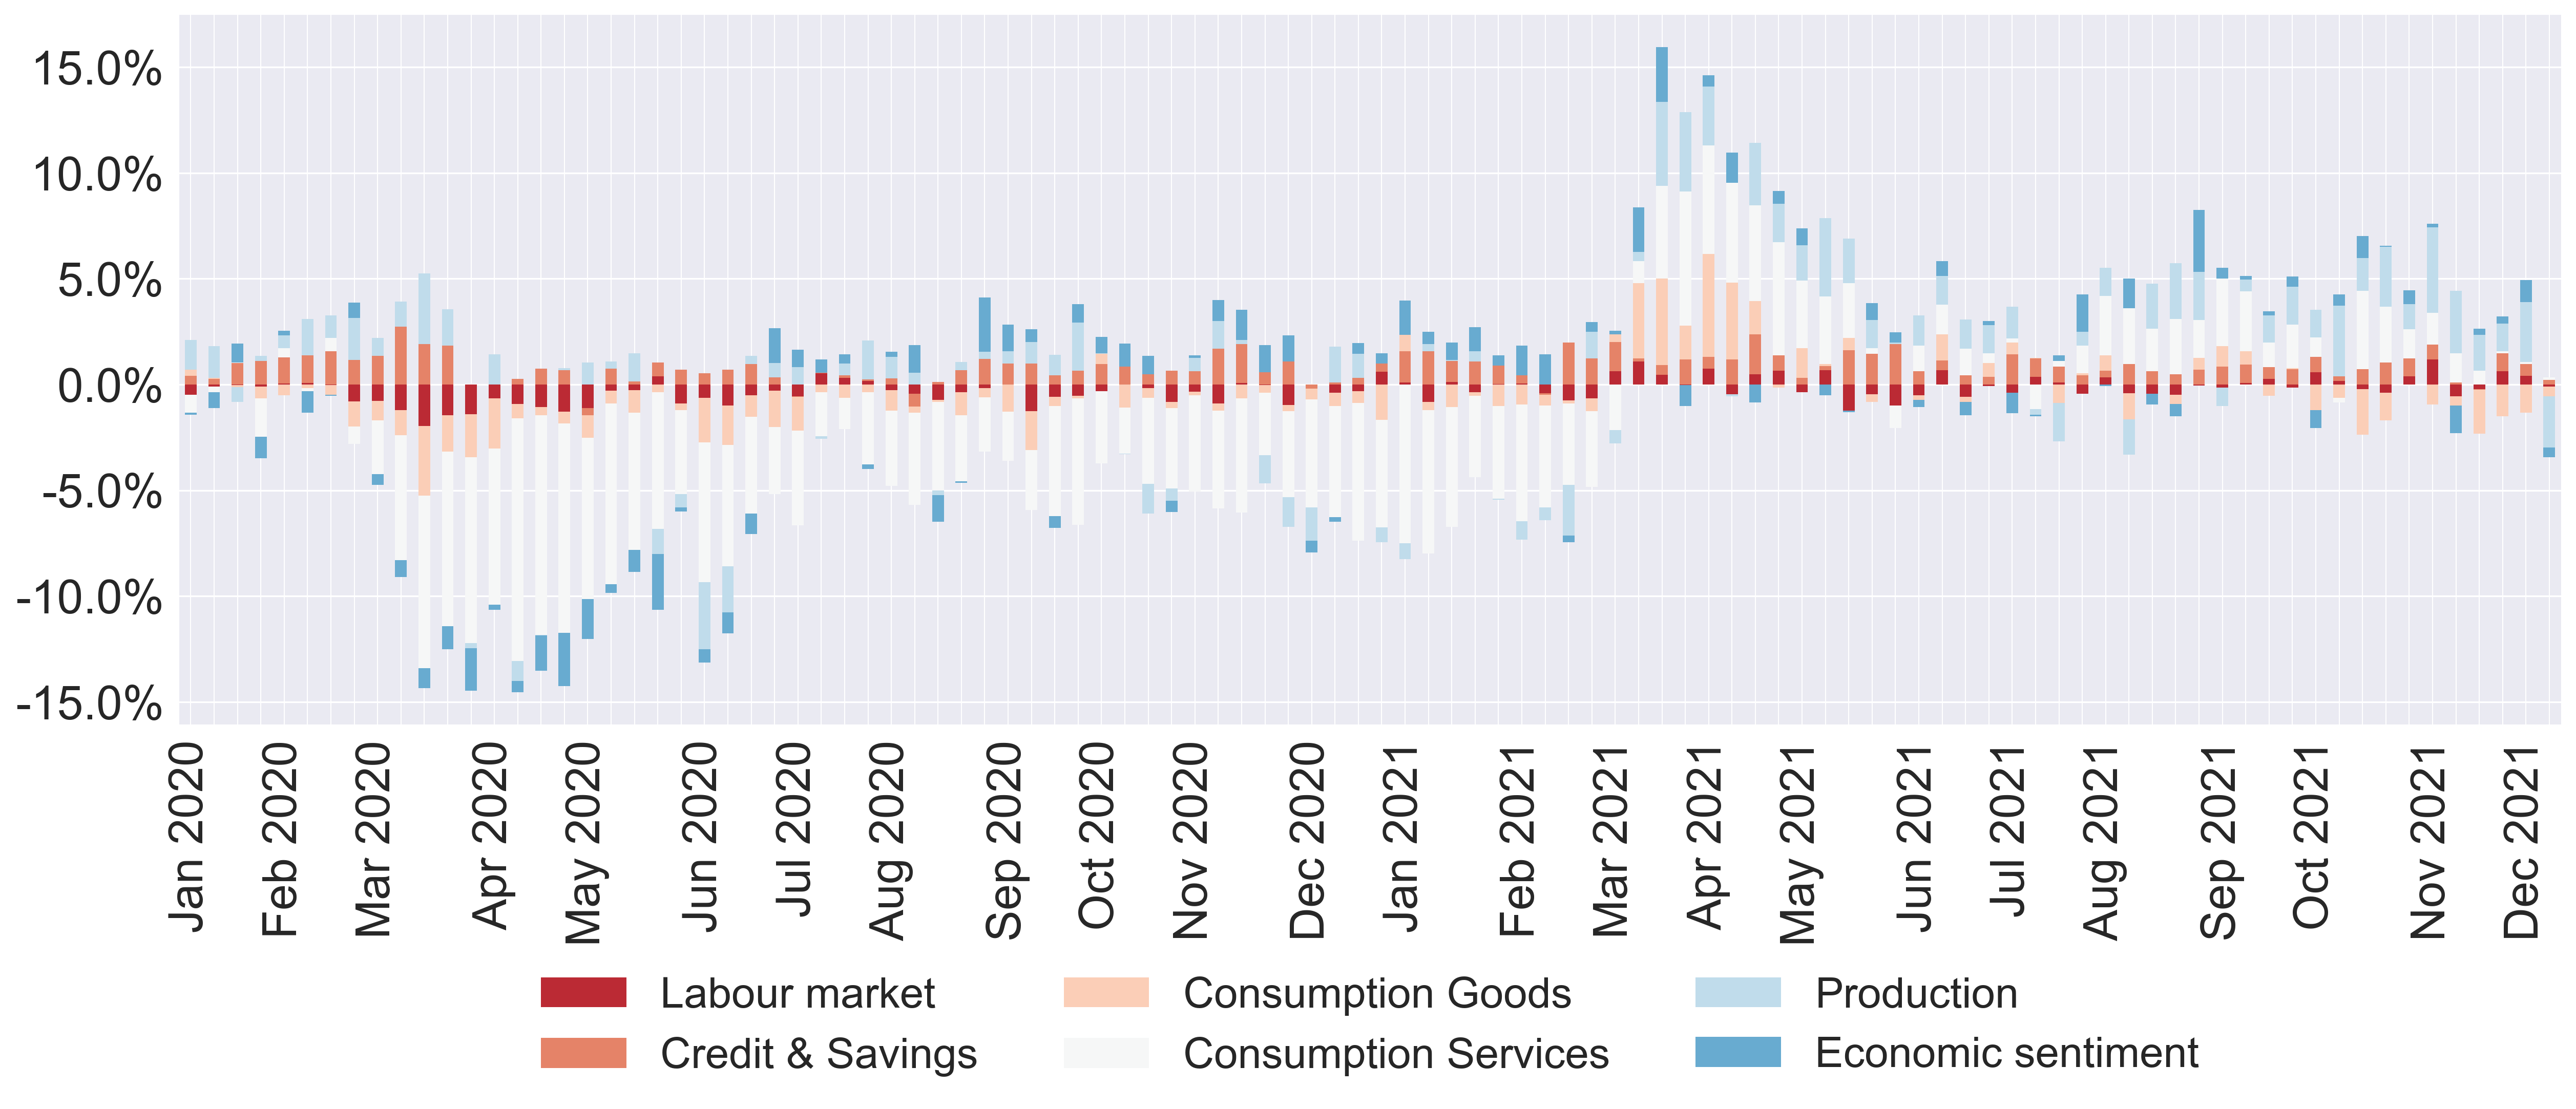 15.0%
10.0%
5.0%
0.0%
-5.0%
-10.0%
-15.0%
Jan 2020
Feb 2020
Mar 2020
Apr 2020
May 2020
Jun 2020
Jul 2020
Aug 2020
Sep 2020
Oct 2020
Nov 2020
Dec 2020
Jan 2021
Feb 2021
Mar 2021
Apr 2021
May 2021
Jun 2021
Jul 2021
Aug 2021
Sep 2021
Oct 2021
Nov 2021
Dec 2021
Labour market
Credit & Savings
Consumption Goods
Consumption Services
Production
Economic sentiment